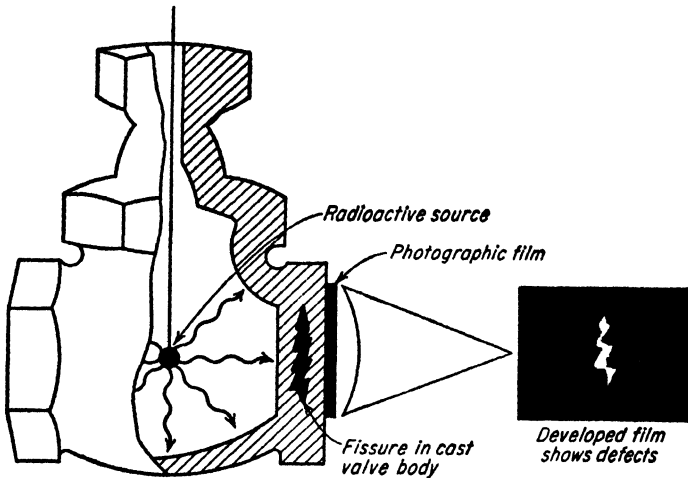 Radioactive source
Photographic film
Fissure in cast
valve body
Developed film
shows defects